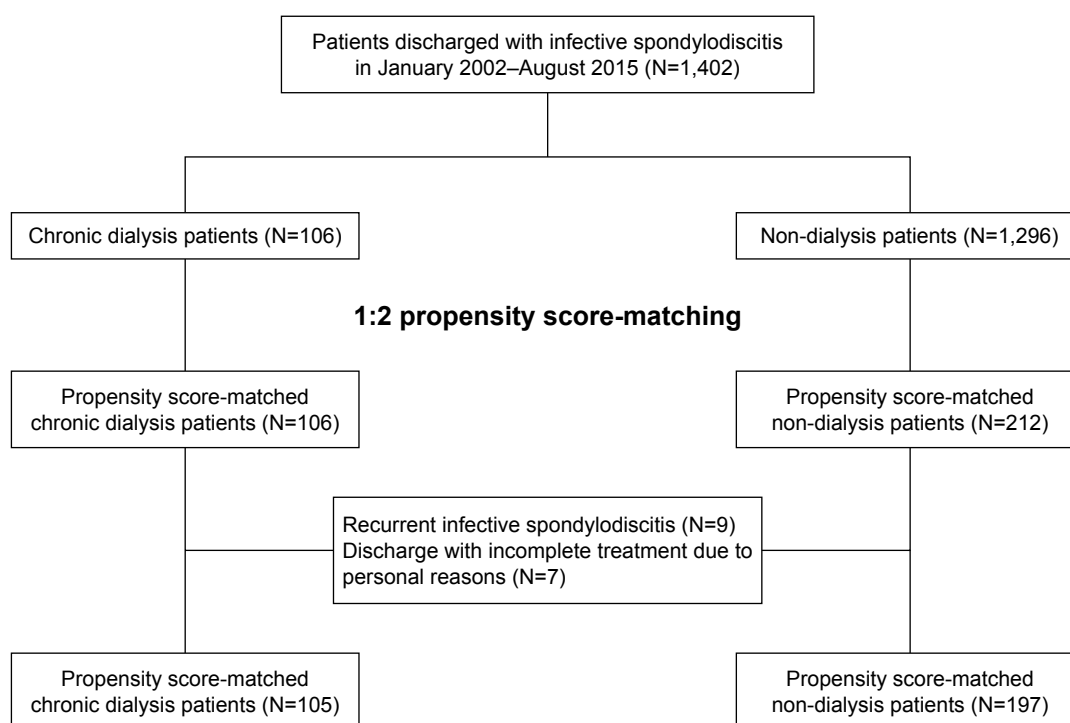 Patients discharged with infective spondylodiscitis
in January 2002–August 2015 (N=1,402)
Chronic dialysis patients (N=106)
Non-dialysis patients (N=1,296)
1:2 propensity score-matching
Propensity score-matched
chronic dialysis patients (N=106)
Propensity score-matched
non-dialysis patients (N=212)
Recurrent infective spondylodiscitis (N=9)
Discharge with incomplete treatment due to
personal reasons (N=7)
Propensity score-matched
chronic dialysis patients (N=105)
Propensity score-matched
non-dialysis patients (N=197)